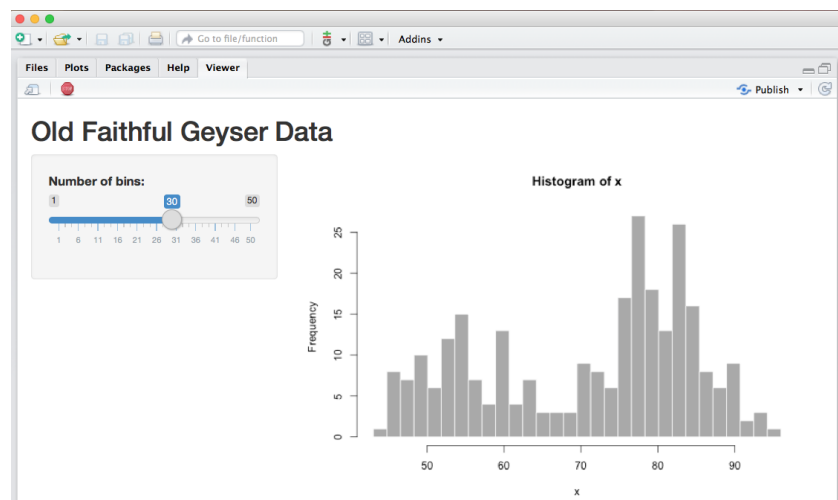 Go to file/function Addins
Files Plots Packages Help Viewer
STOP
Publish
Old Faithful Geyser Data
Number of bins:
1 30 50
1 6 11 16 21 26 31 36 41 46 50
Histogram of x
Frequency
0 5 10 15 20 25
50 60 70 80 90
x